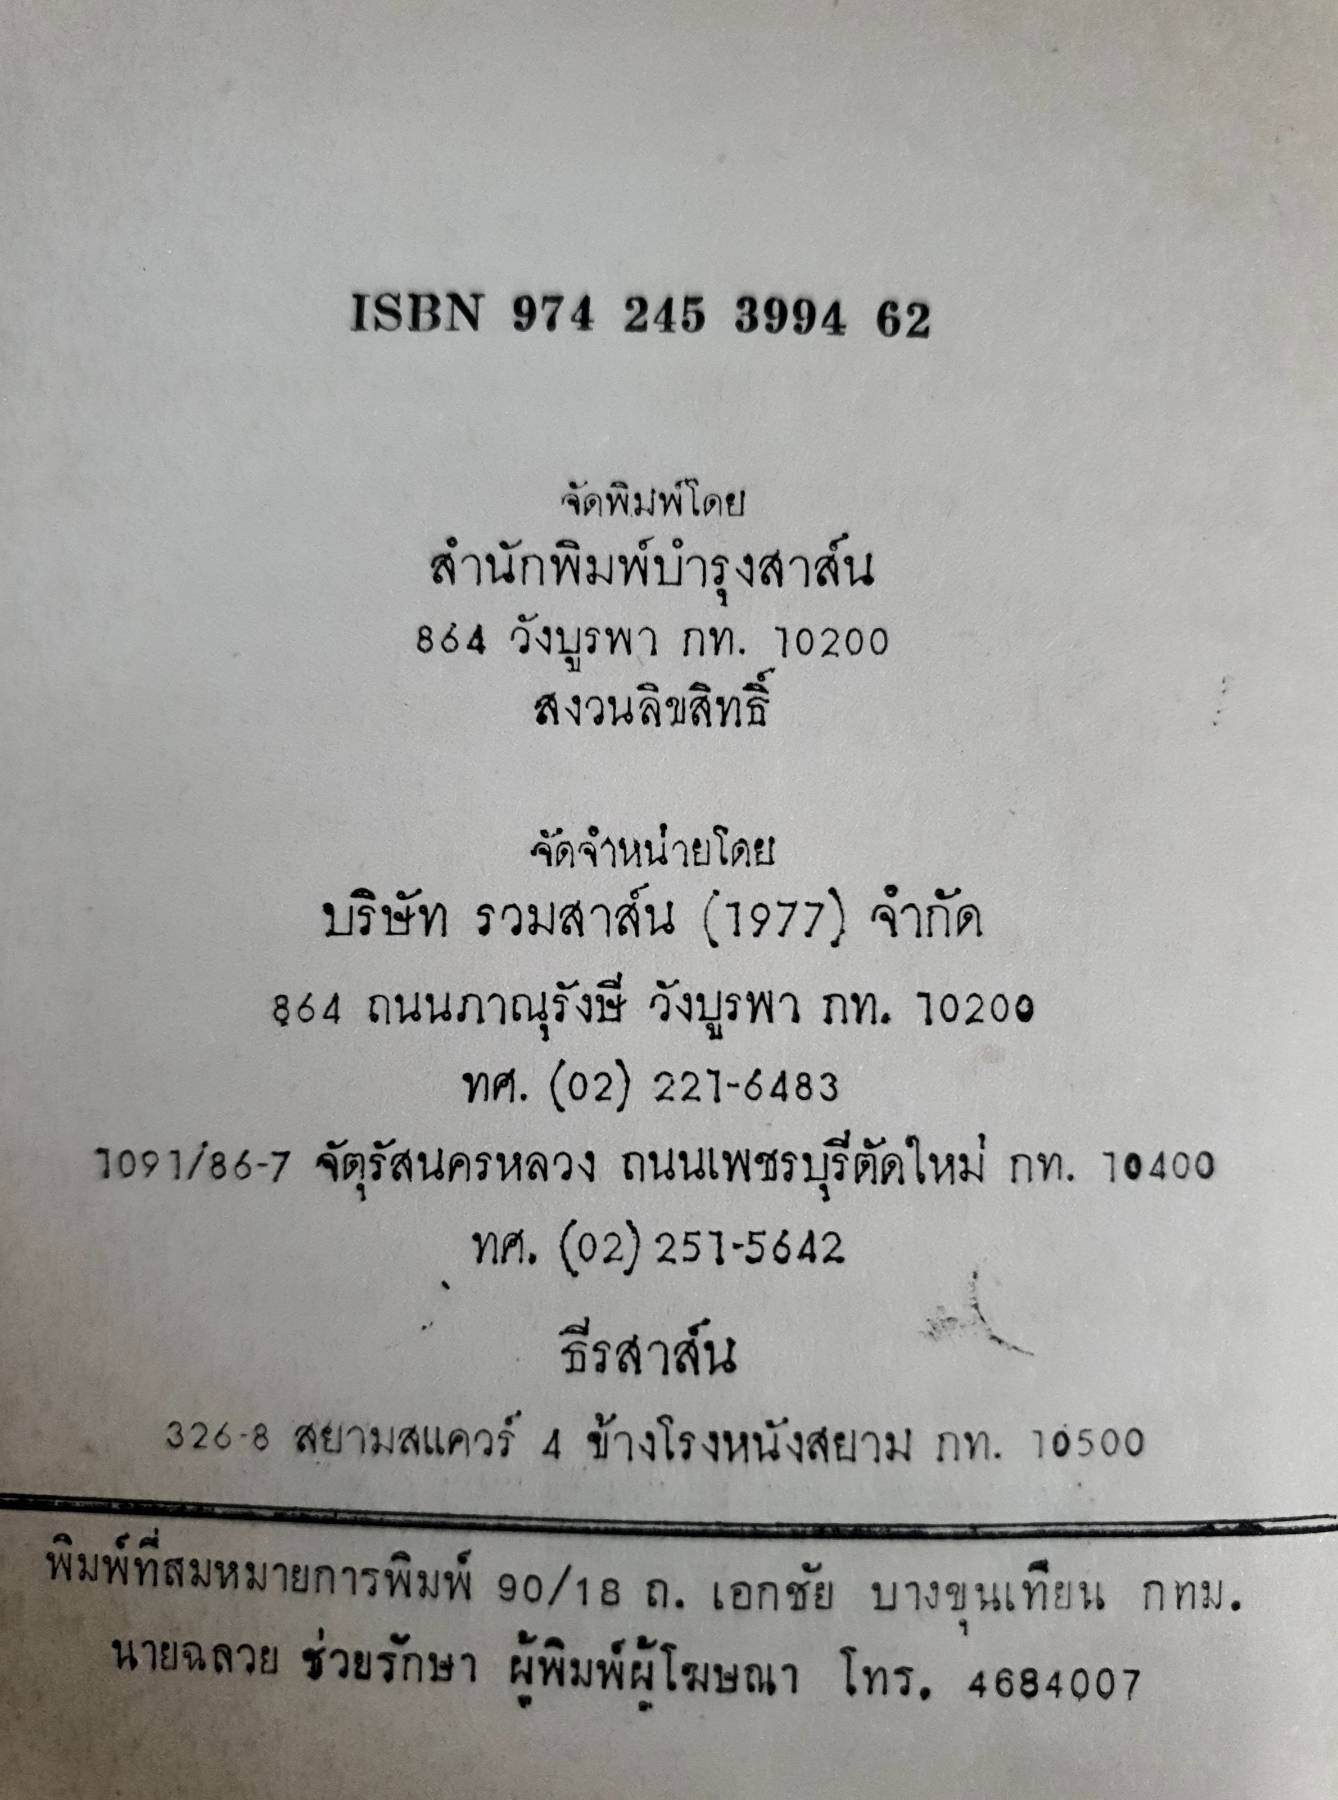 ISBN 974 245 3994 62
จัดพิมพ์โดย
สำนักพิมพ์บำรุงสาส์น
864 วังบูรพา กท. 10200
สงวนลิขสิทธิ์
จัดจำหน่ายโดย
บริษัท รวมสาส์น (1977) จำกัด
864 ถนนภาณุรังษี วังบูรพา กท. 10200
ทศ. (02) 221-6483
1091/86-7 จัตุรัสนครหลวง ถนนเพชรบุรีตัดใหม่ กท. 10400
ทศ. (02) 251-5642
ธีรสาส์น
326-8 สยามสแควร์ 4 ข้างโรงหนังสยาม กท. 10500
พิมพ์ที่สมหมายการพิมพ์ 90/18 ถ. เอกชัย บางขุนเทียน กทม.
นายฉลวย ช่วยรักษา ผู้พิมพ์ผู้โฆษณา โทร. 4684007